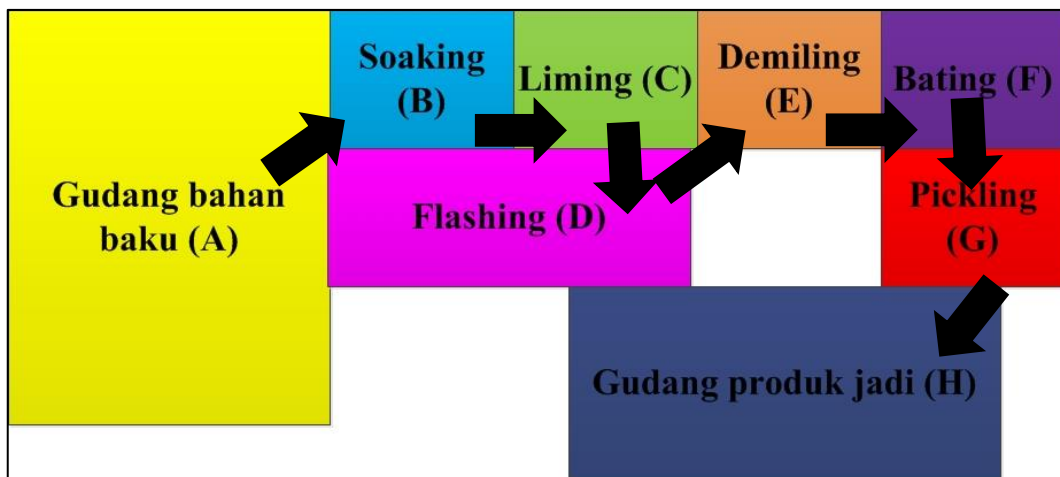 Gudang bahan
baku (A)
Soaking
(B)
Liming (C)
Flashing (D)
Demiling
(E)
Bating (F)
Pickling
(G)
Gudang produk jadi (H)